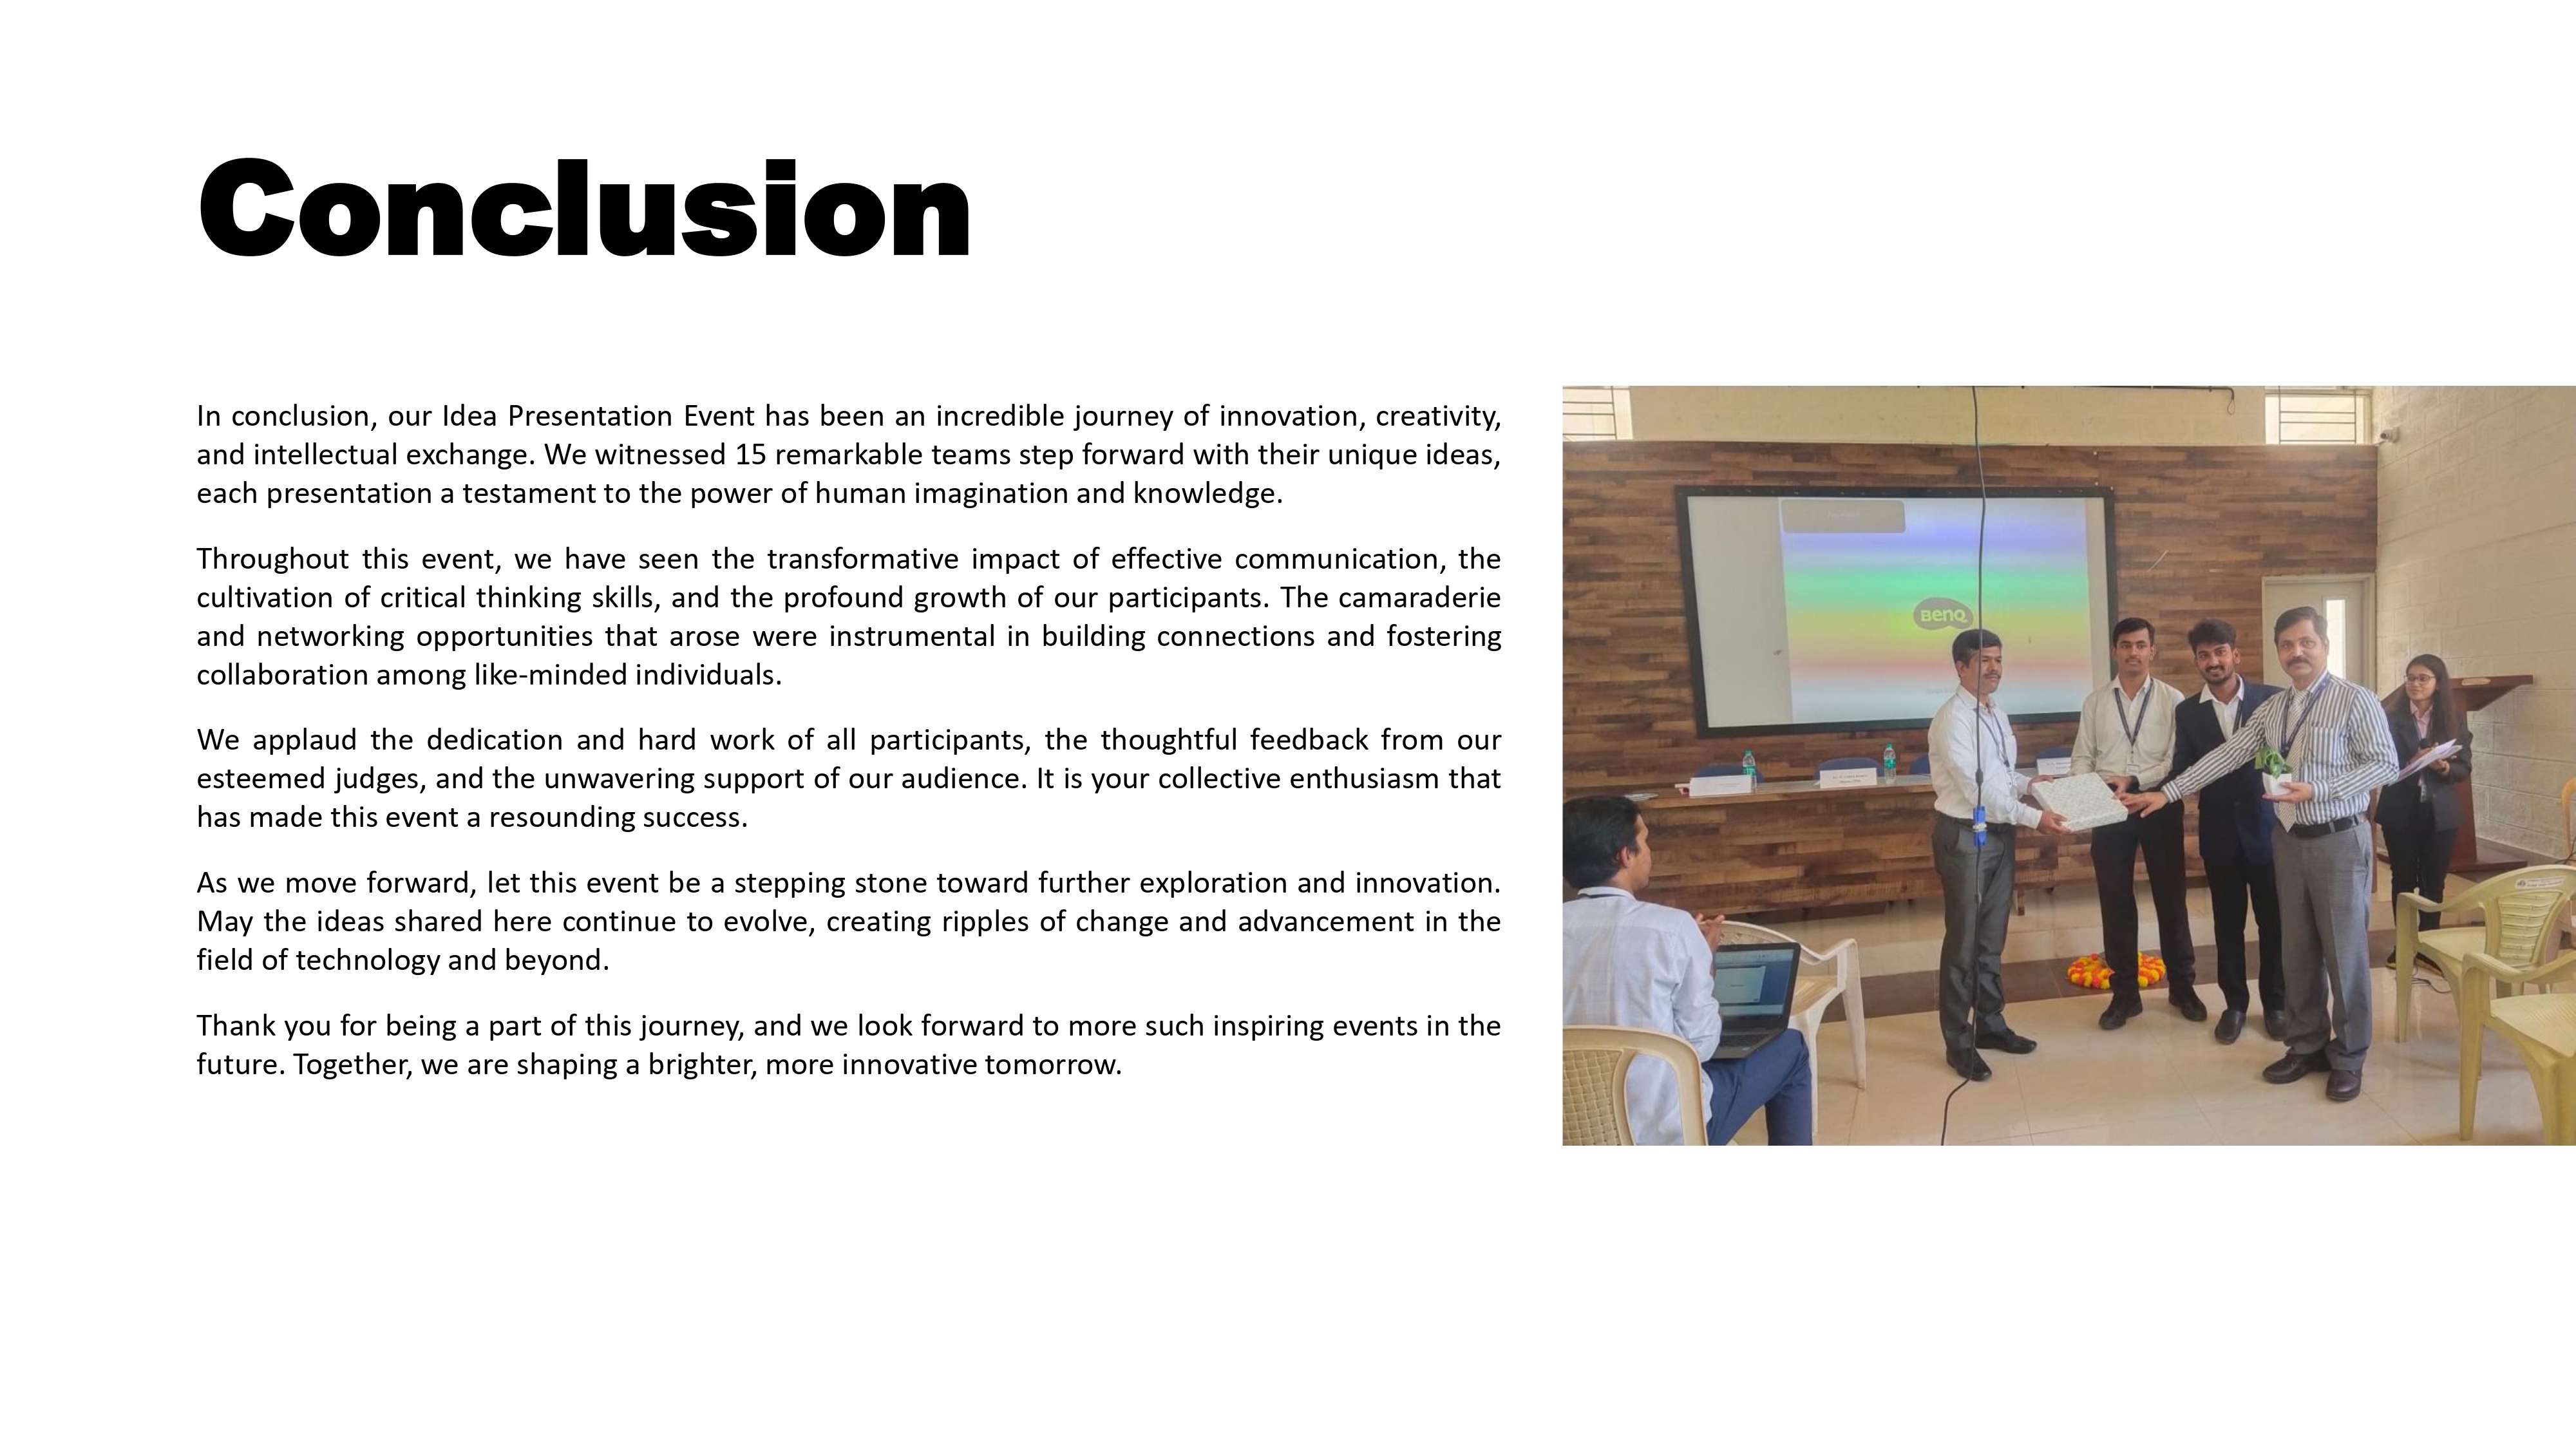 Conclusion
In conclusion, our Idea Presentation Event has been an incredible journey of innovation, creativity,
and intellectual exchange. We witnessed 15 remarkable teams step forward with their unique ideas,
each presentation a testament to the power of human imagination and knowledge.
Throughout this event, we have seen the transformative impact of effective communication, the
cultivation of critical thinking skills, and the profound growth of our participants. The camaraderie
and networking opportunities that arose were instrumental in building connections and fostering
collaboration among like-minded individuals.
We applaud the dedication and hard work of all participants, the thoughtful feedback from our
esteemed judges, and the unwavering support of our audience. It is your collective enthusiasm that
has made this event a resounding success.
As we move forward, let this event be a stepping stone toward further exploration and innovation.
May the ideas shared here continue to evolve, creating ripples of change and advancement in the
field of technology and beyond.
Thank you for being a part of this journey, and we look forward to more such inspiring events in the
future. Together, we are shaping a brighter, more innovative tomorrow.
BenQ